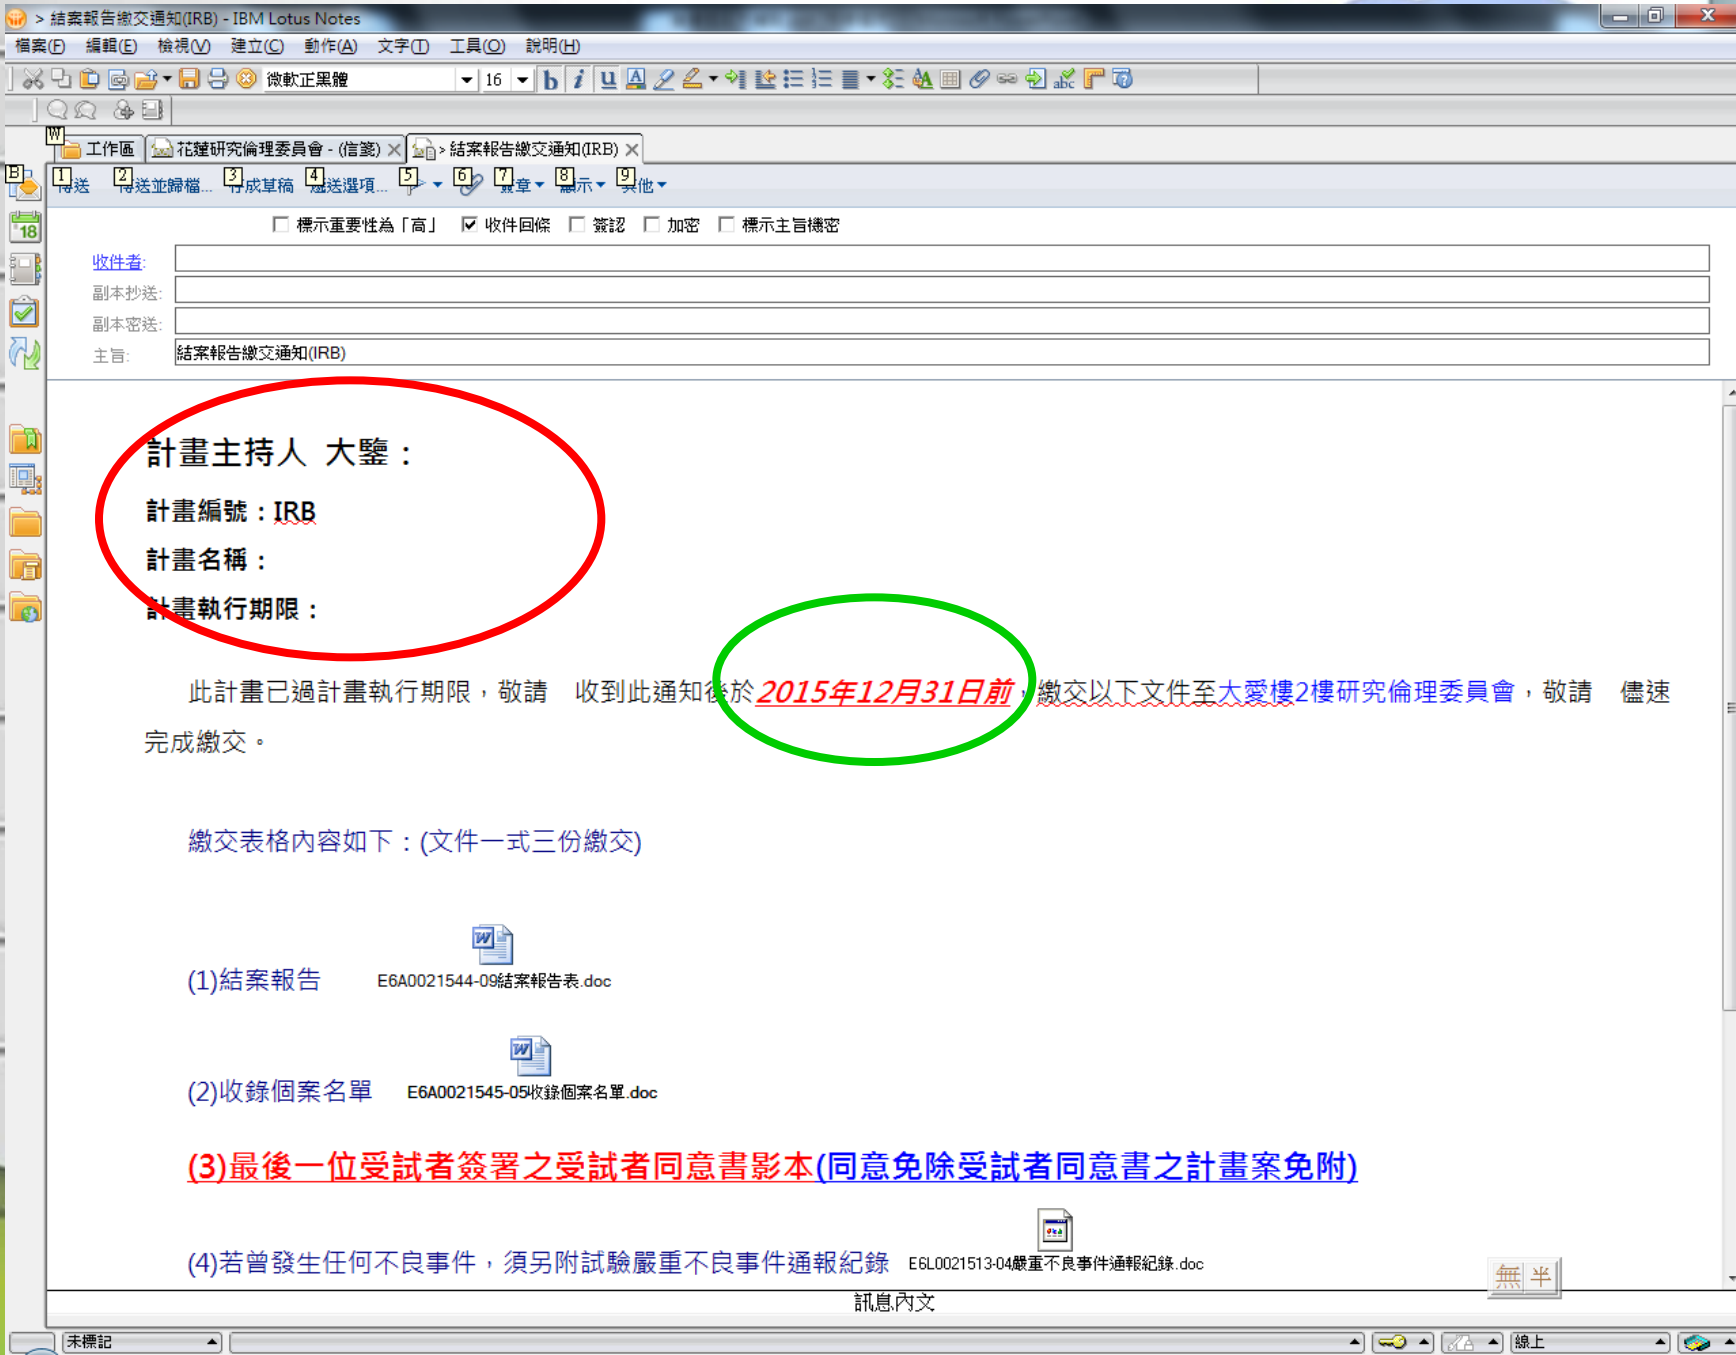 > 結案報告繳交通知(IRB) - IBM Lotus Notes
檔案(F) 編輯(E) 檢視(V) 建立(C) 動作(A) 文字(T) 工具(O) 說明(H)
微軟正黑體 16 b i u A abc
W 工作區 花蓮研究倫理委員會 - (信箋) > 結案報告繳交通知(IRB)
B 1 傳送 2 傳送並歸檔... 3 存成草稿 4 遞送選項... 5 6 7 簽章 8 顯示 9 其他
18 標示重要性為「高」 收件回條 簽認 加密 標示主旨機密
收件者:
副本抄送:
副本密送:
主旨: 結案報告繳交通知(IRB)
計畫主持人 大鑒：
計畫編號：IRB
計畫名稱：
計畫執行期限：
此計畫已過計畫執行期限，敬請 收到此通知後於2015年12月31日前，繳交以下文件至大愛樓2樓研究倫理委員會，敬請 儘速
完成繳交。
繳交表格內容如下：(文件一式三份繳交)
(1)結案報告 E6A0021544-09結案報告表.doc
(2)收錄個案名單 E6A0021545-05收錄個案名單.doc
(3)最後一位受試者簽署之受試者同意書影本(同意免除受試者同意書之計畫案免附)
(4)若曾發生任何不良事件，須另附試驗嚴重不良事件通報紀錄 E6L0021513-04嚴重不良事件通報紀錄.doc
無 半
訊息內文
未標記 線上